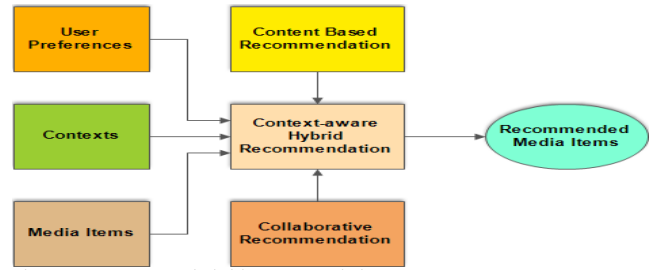 User
Preferences
Content Based
Recommendation
Contexts
Context-aware
Hybrid
Recommendation
Recommended
Media Items
Media Items
Collaborative
Recommendation